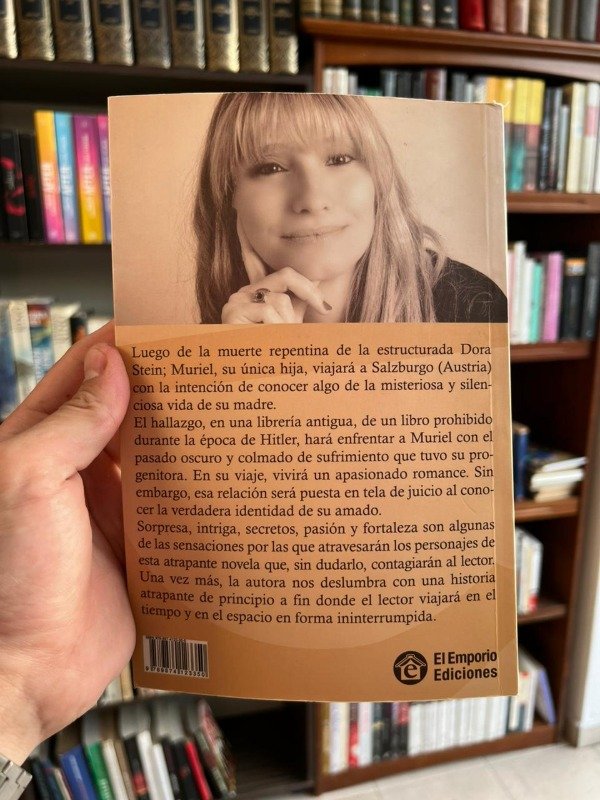 Luego de la muerte repentina de la estructurada Dora
Stein; Muriel, su única hija, viajará a Salzburgo (Austria)
con la intención de conocer algo de la misteriosa y silen-
ciosa vida de su madre.
El hallazgo, en una librería antigua, de un libro prohibido
durante la época de Hitler, hará enfrentar a Muriel con el
pasado oscuro y colmado de sufrimiento que tuvo su pro-
genitora. En su viaje, vivirá un apasionado romance. Sin
embargo, esa relación será puesta en tela de juicio al cono-
cer la verdadera identidad de su amado.
Sorpresa, intriga, secretos, pasión y fortaleza son algunas
de las sensaciones por las que atravesarán los personajes de
esta atrapante novela que, sin dudarlo, contagiarán al lector.
Una vez más, la autora nos deslumbra con una historia
atrapante de principio a fin donde el lector viajará en el
tiempo y en el espacio en forma ininterrumpida.
El Emporio
Ediciones